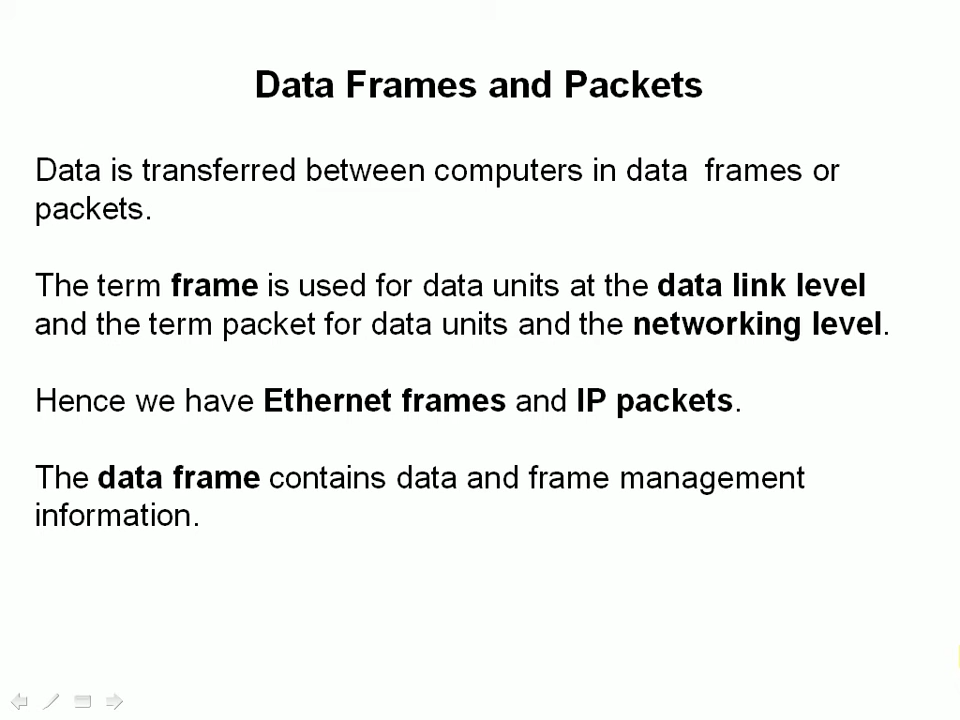 Data Frames and Packets
Data is transferred between computers in data  frames or
packets.
The term frame is used for data units at the data link level
and the term packet for data units and the networking level.
Hence we have Ethernet frames and IP packets.
The data frame contains data and frame management
information.